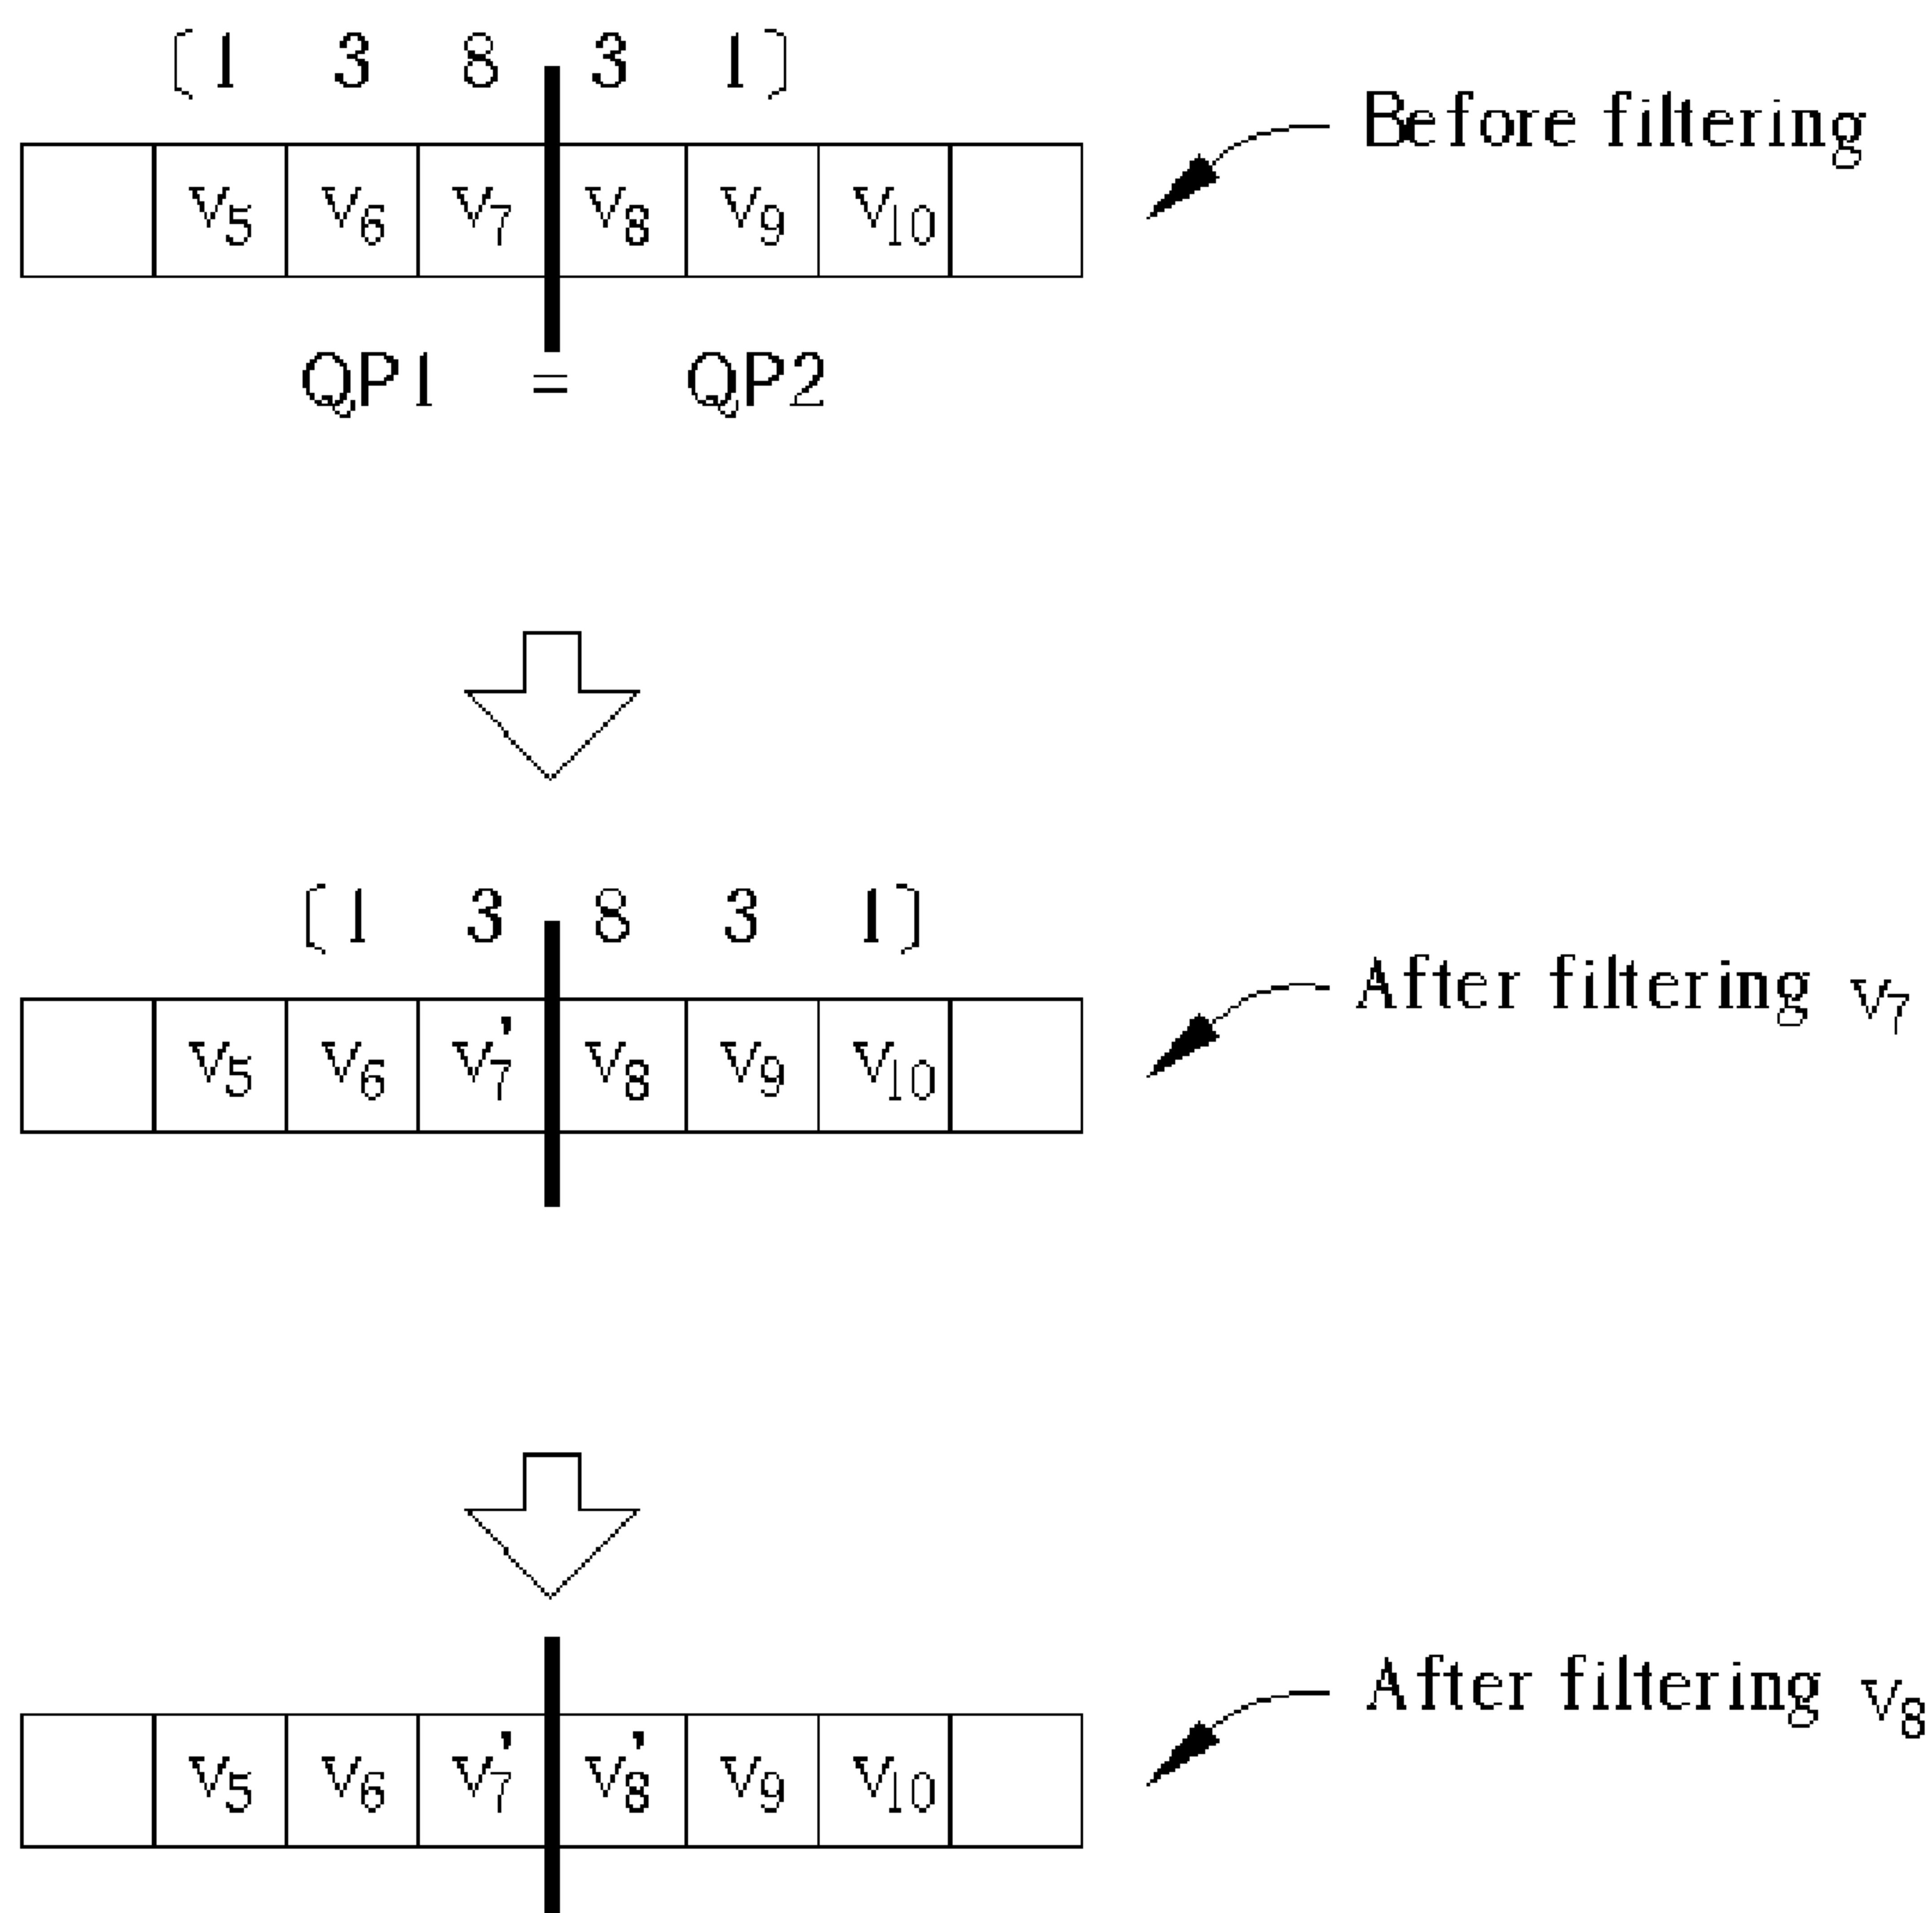 (1 3 8 3 1)
Before filtering
v5 v6 v7 v8 v9 v10
QP1 = QP2
(1 3 8 3 1)
After filtering v7
v5 v6 v7' v8 v9 v10
After filtering v8
v5 v6 v7' v8' v9 v10